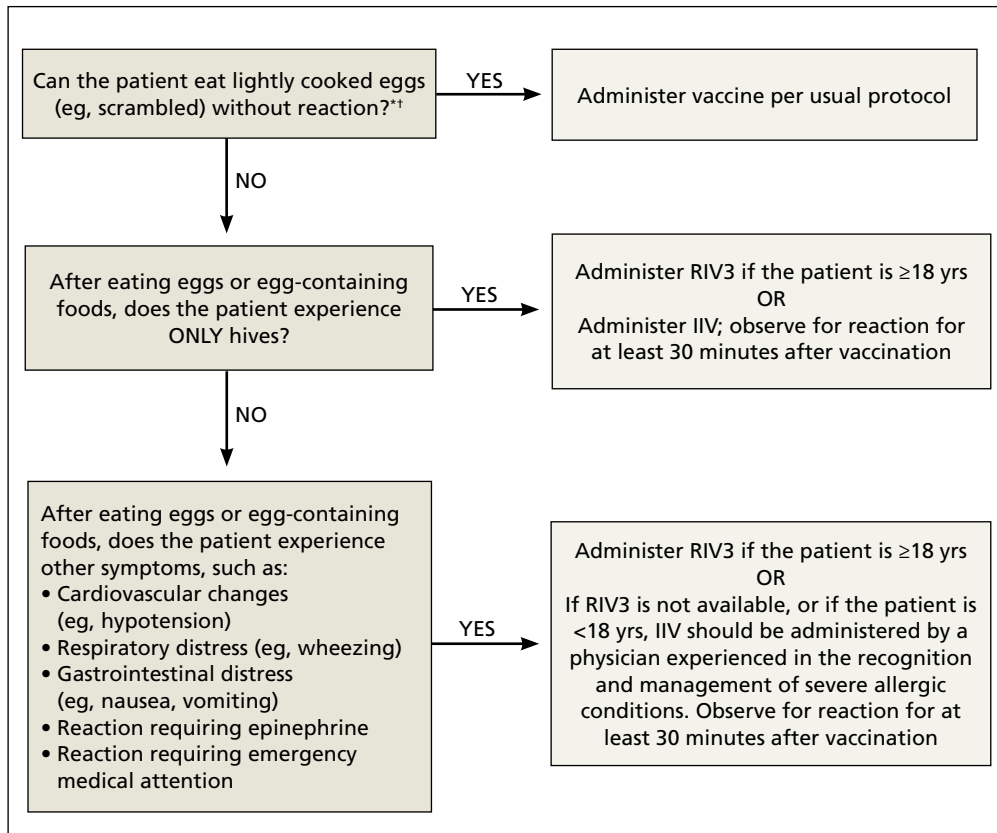 Can the patient eat lightly cooked eggs
(eg, scrambled) without reaction?*†
YES
Administer vaccine per usual protocol
NO
After eating eggs or egg-containing
foods, does the patient experience
ONLY hives?
YES
Administer RIV3 if the patient is ≥18 yrs
OR
Administer IIV; observe for reaction for
at least 30 minutes after vaccination
NO
After eating eggs or egg-containing
foods, does the patient experience
other symptoms, such as:
• Cardiovascular changes
(eg, hypotension)
• Respiratory distress (eg, wheezing)
• Gastrointestinal distress
(eg, nausea, vomiting)
• Reaction requiring epinephrine
• Reaction requiring emergency
medical attention
YES
Administer RIV3 if the patient is ≥18 yrs
OR
If RIV3 is not available, or if the patient is
<18 yrs, IIV should be administered by a
physician experienced in the recognition
and management of severe allergic
conditions. Observe for reaction for at
least 30 minutes after vaccination